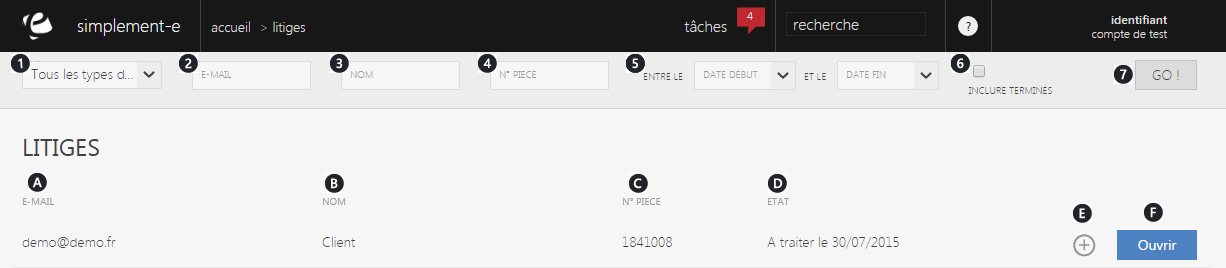 simplement-e
accueil > litiges
tâches
4
recherche
?
identifiant
compte de test
1
Tous les types d...
2
E-MAIL
3
NOM
4
N° PIECE
5
ENTRE LE
DATE DÉBUT
ET LE
DATE FIN
6
INCLURE TERMINÉS
7
GO !
LITIGES
A
B
C
D
E-MAIL
NOM
N° PIECE
ETAT
E
F
demo@demo.fr
Client
1841008
A traiter le 30/07/2015
Ouvrir